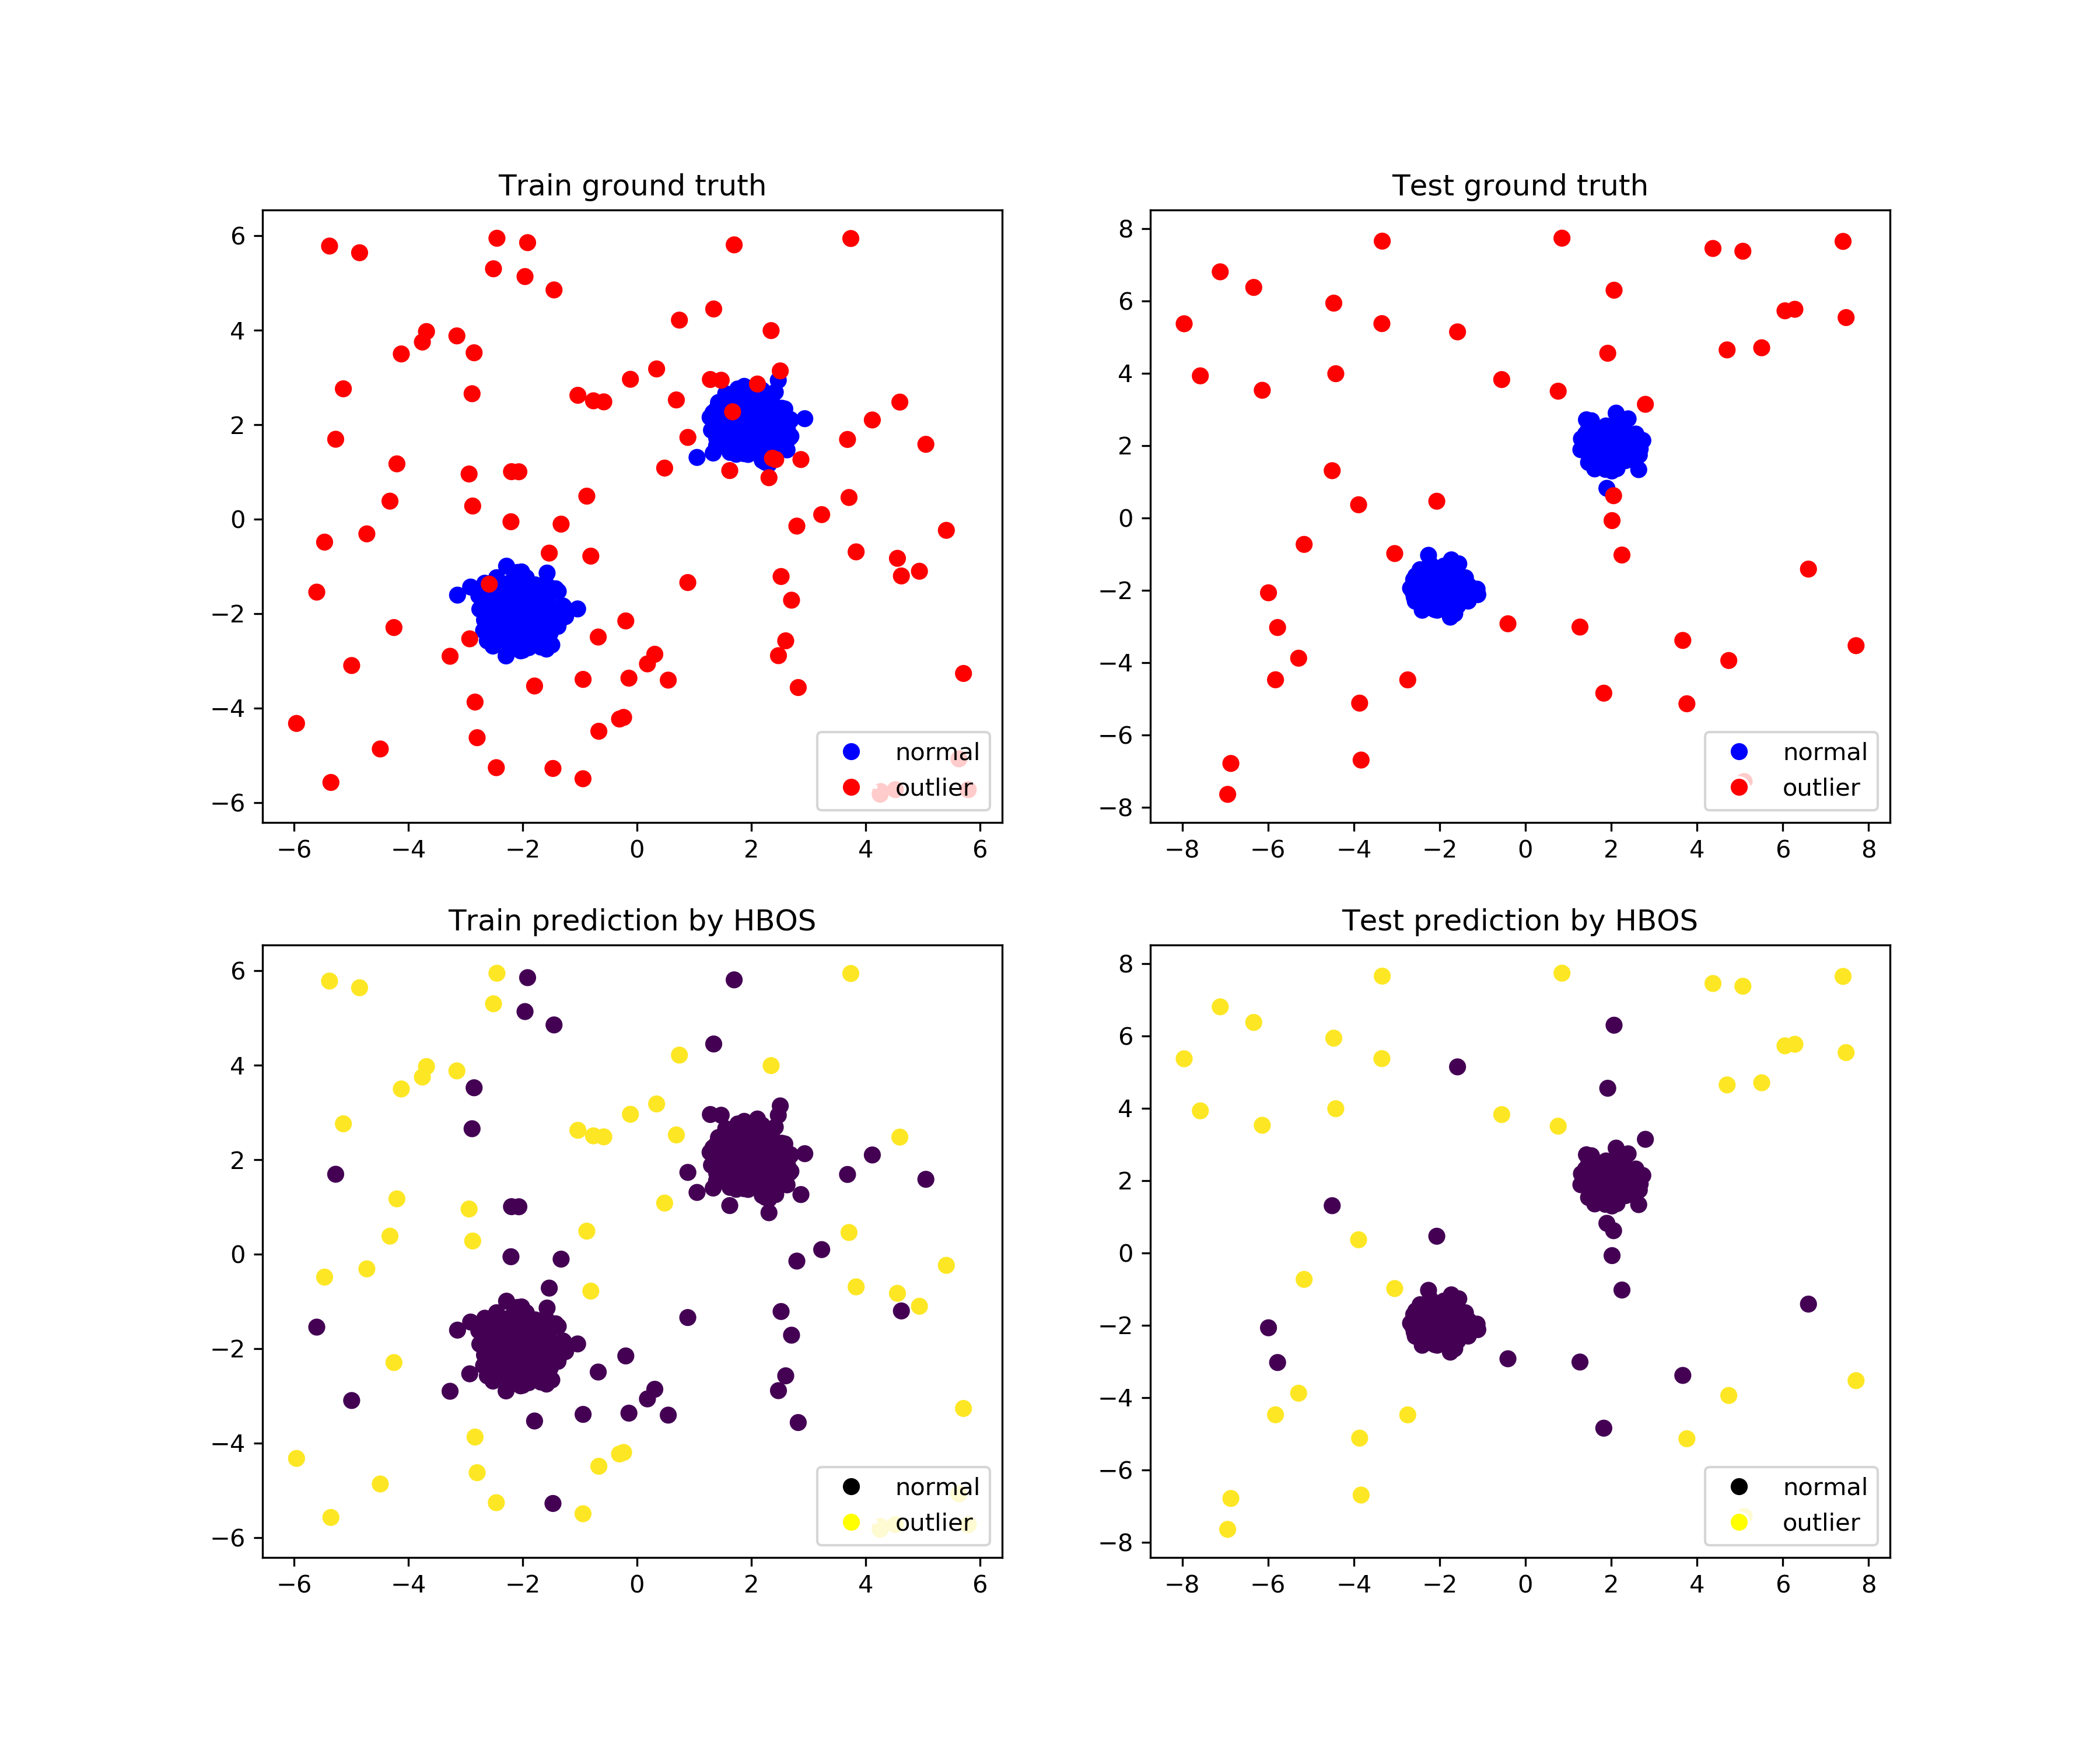 Train ground truth
6
4
2
0
−2
−4
−6
−6 −4 −2 0 2 4 6
normal
outlier
Test ground truth
8
6
4
2
0
−2
−4
−6
−8
−8 −6 −4 −2 0 2 4 6 8
normal
outlier
Train prediction by HBOS
6
4
2
0
−2
−4
−6
−6 −4 −2 0 2 4 6
normal
outlier
Test prediction by HBOS
8
6
4
2
0
−2
−4
−6
−8
−8 −6 −4 −2 0 2 4 6 8
normal
outlier